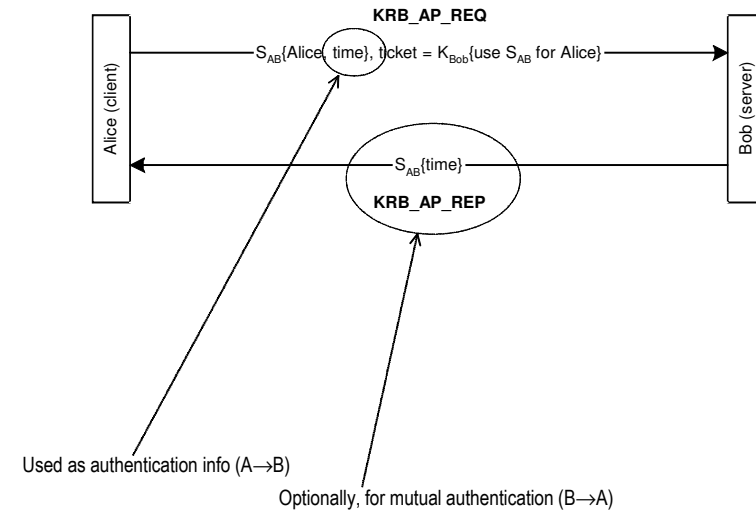 KRB_AP_REQ
S_AB{Alice, time}, ticket = K_Bob{use S_AB for Alice}
Alice (client)
Bob (server)
S_AB{time}
KRB_AP_REP
Used as authentication info (A→B)
Optionally, for mutual authentication (B→A)